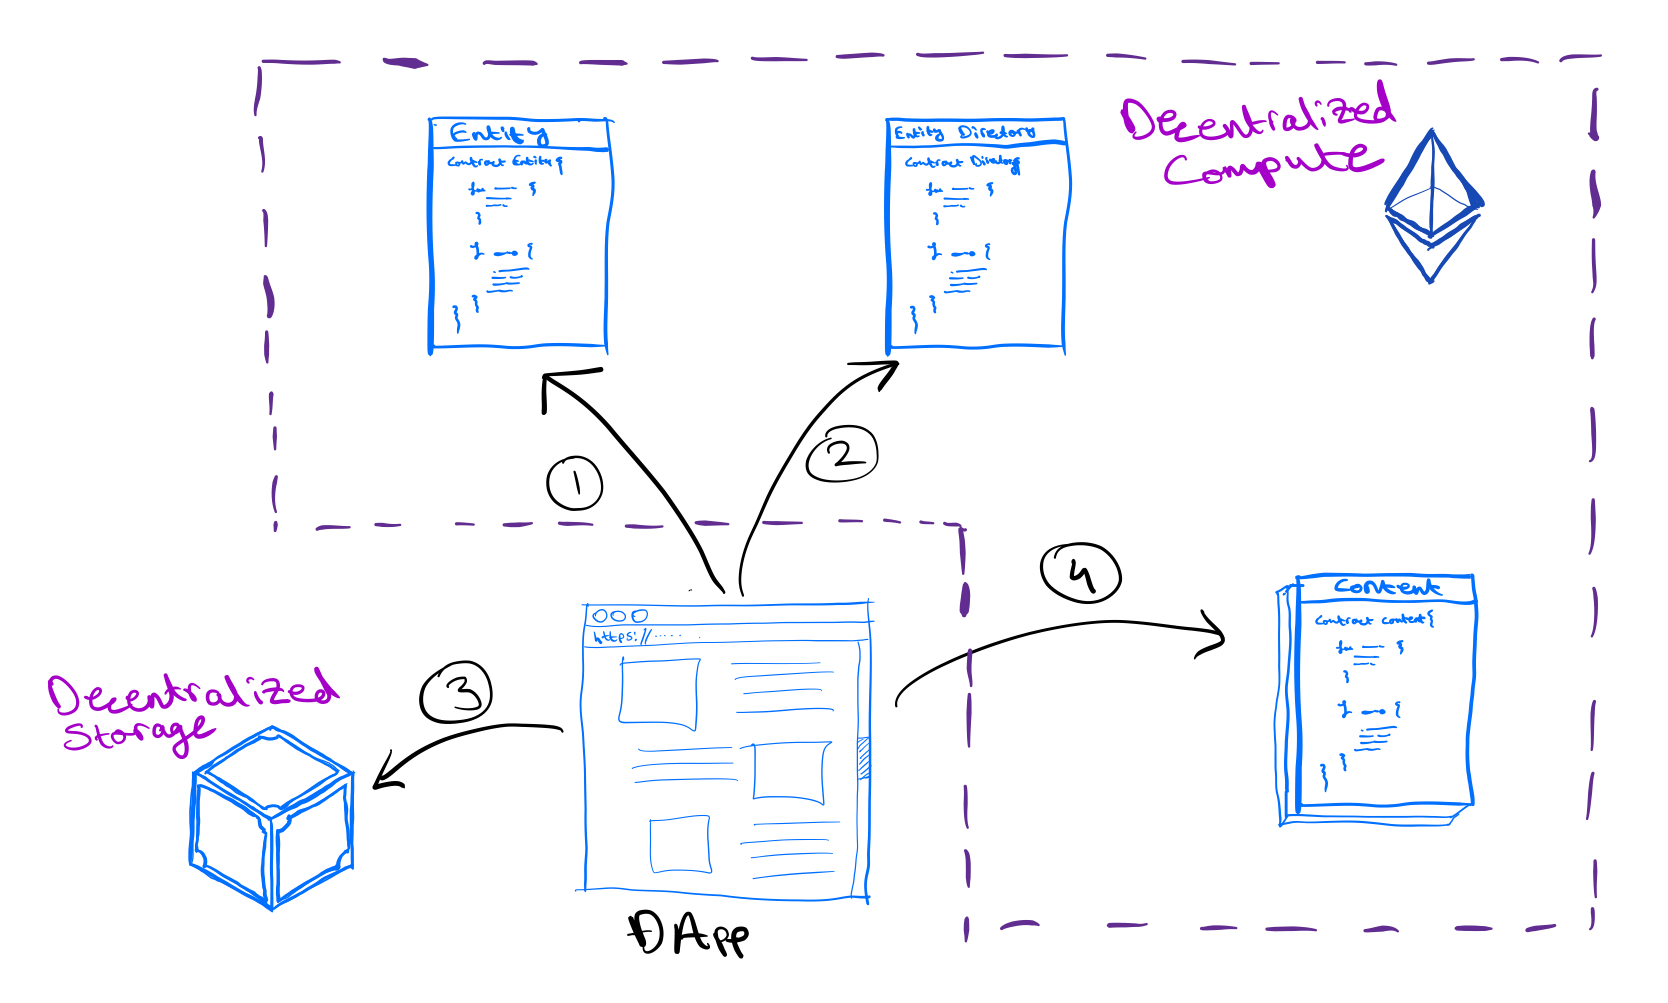 Decentralized
Compute
Entity
Contract Entity {
}
{
}
}
Entity Directory
Contract Directory {
}
{
}
}
1
2
3
4
Decentralized
Storage
https://.....
DApp
Content
Contract content {
}
{
}
}